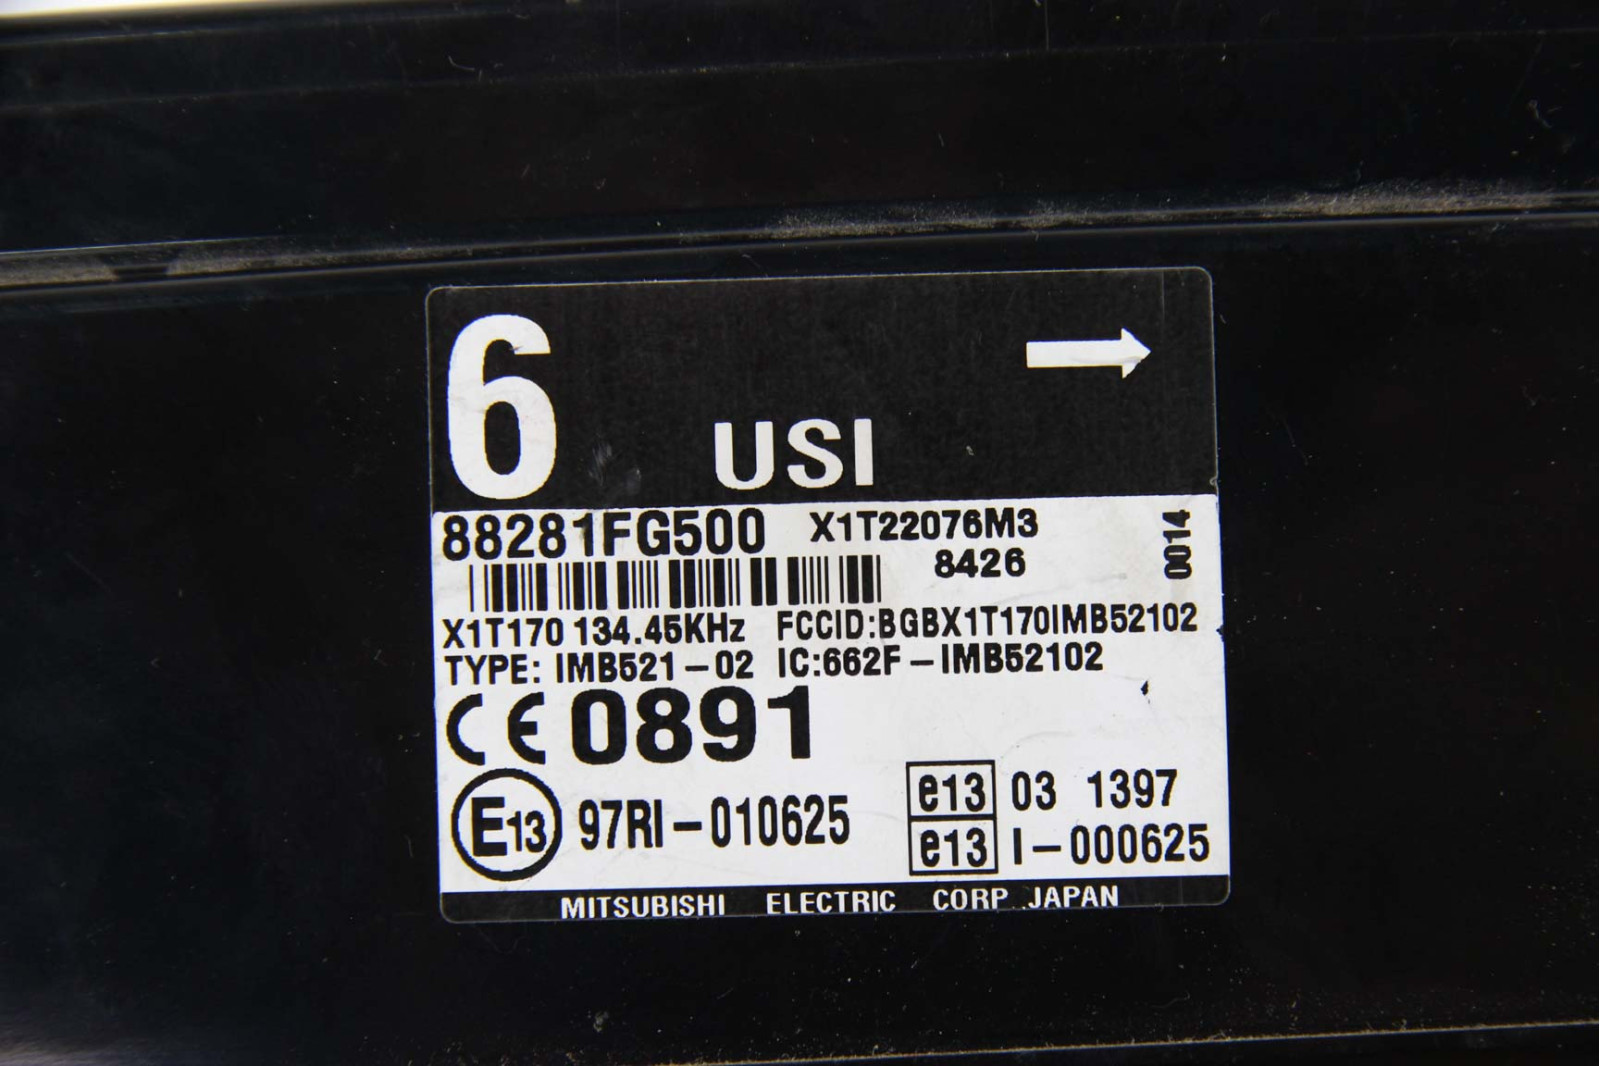 6
USI
88281FG500 X1T22076M3
8426
0014
X1T170 134.45KHz FCCID:BGBX1T170IMB52102
TYPE: IMB521-02 IC:662F-IMB52102
CE 0891
E13 97RI-010625
e13 03 1397
e13 I-000625
MITSUBISHI ELECTRIC CORP. JAPAN